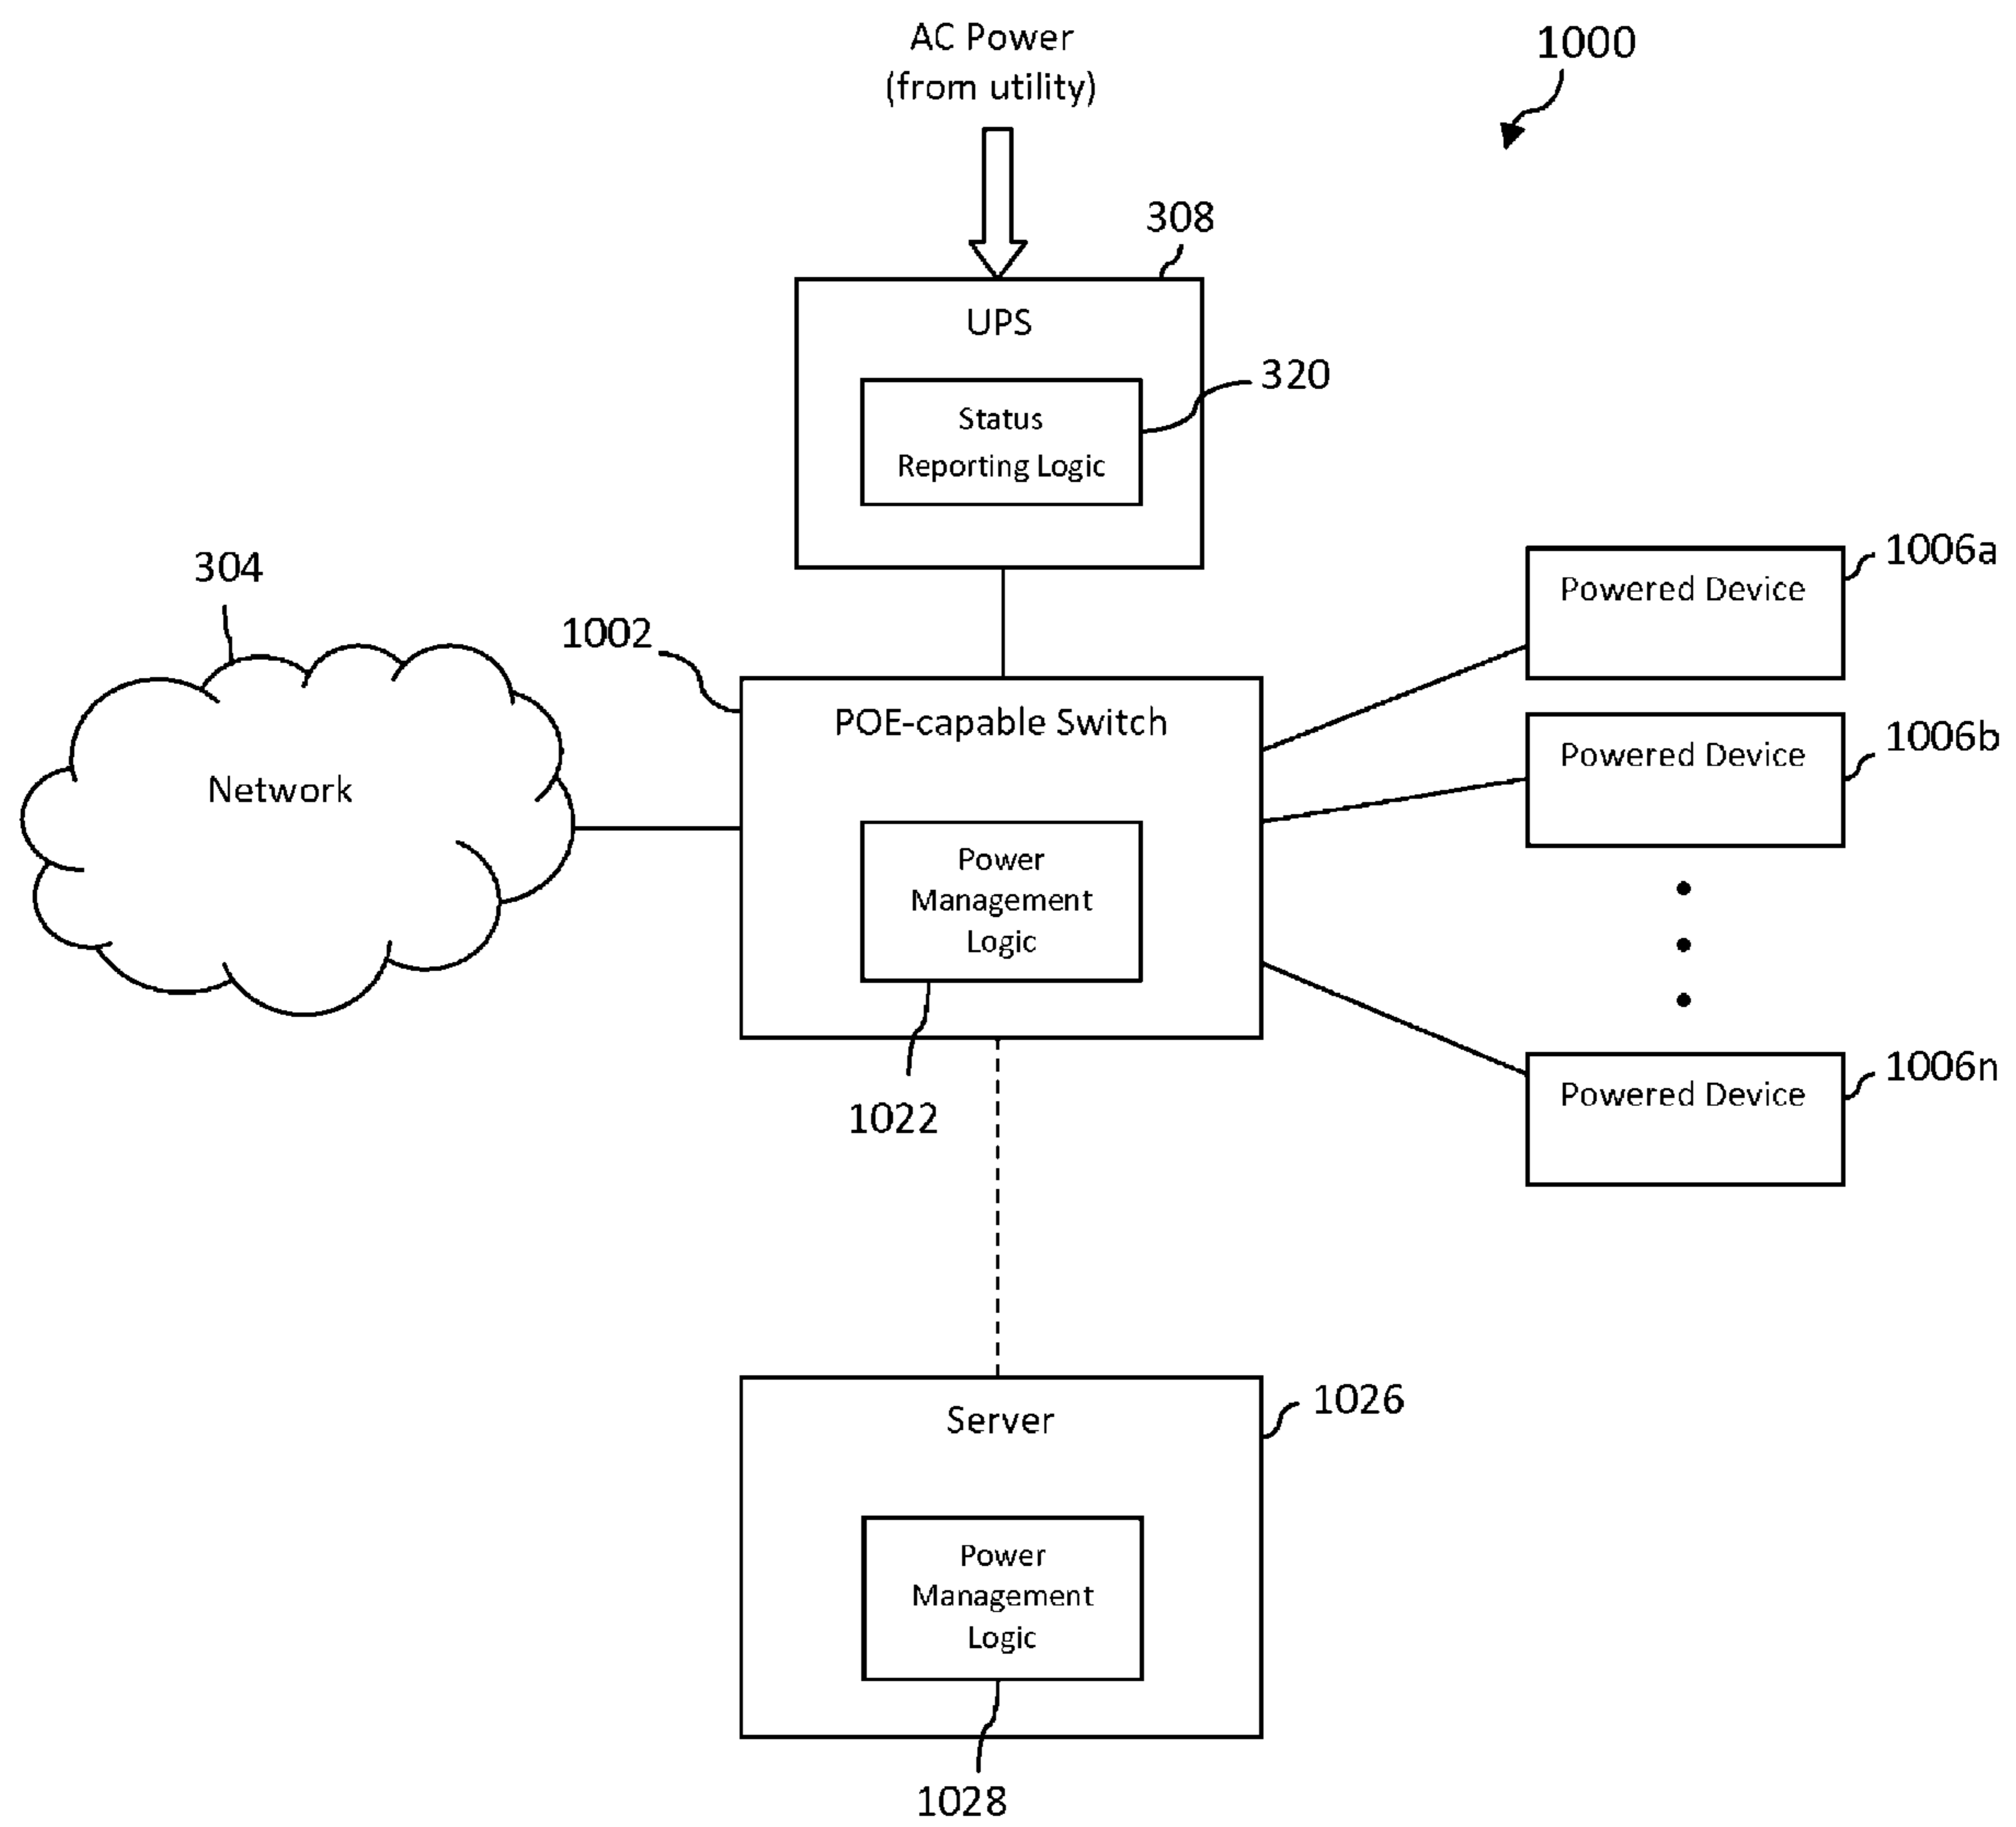 AC Power
(from utility)
1000
308
UPS
320
Status
Reporting Logic
304
1002
1006a
Powered Device
POE-capable Switch
1006b
Powered Device
Network
Power
Management
Logic
1006n
Powered Device
1022
1026
Server
Power
Management
Logic
1028